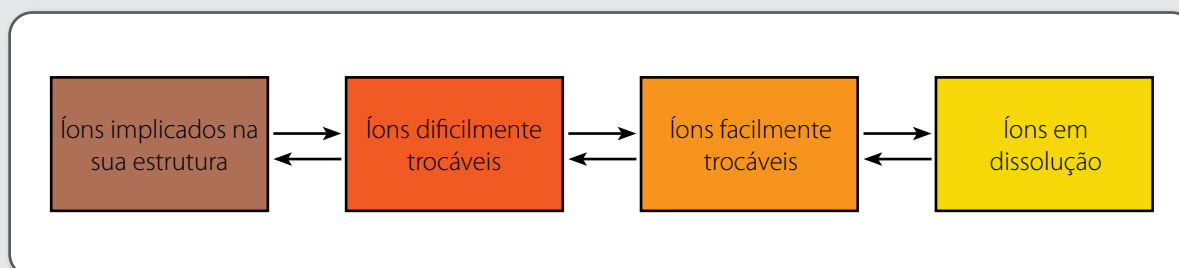 Íons implicados na
sua estrutura
Íons dificilmente
trocáveis
Íons facilmente
trocáveis
Íons em
dissolução